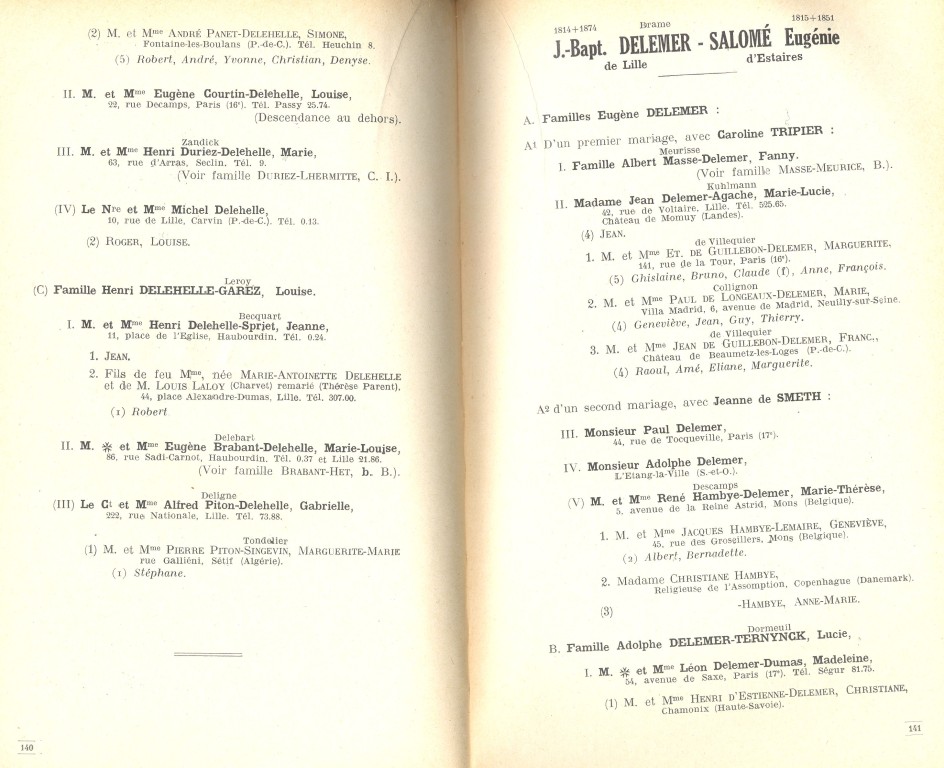 (2) M. et Mme ANDRÉ PANET-DELEHELLE, SIMONE,
Fontaine-les-Boulans (P.-de-C.). Tél. Heuchin 8.
(5) Robert, André, Yvonne, Christian, Denyse.
II. M. et Mme Eugène Courtin-Delehelle, Louise,
22, rue Decamps, Paris (16e). Tél. Passy 25.74.
(Descendance au dehors).
Zandick
III. M. et Mme Henri Duriez-Delehelle, Marie,
63, rue d'Arras, Seclin. Tél. 9.
(Voir famille DURIEZ-LHERMITTE, C. I.).
(IV) Le Nre et Mme Michel Delehelle,
10, rue de Lille, Carvin (P.-de-C.). Tél. 0.13.
(2) ROGER, LOUISE.
Leroy
(C) Famille Henri DELEHELLE-GAREZ, Louise.
Becquart
I. M. et Mme Henri Delehelle-Spriet, Jeanne,
11, place de l'Eglise, Haubourdin. Tél. 0.24.
1. JEAN.
2. Fils de feu Mme, née MARIE-ANTOINETTE DELEHELLE
et de M. LOUIS LALOY (Charvet) remarié (Thérèse Parent),
44, place Alexandre-Dumas, Lille. Tél. 307.00.
(1) Robert
Delebart
II. M. ✻ et Mme Eugène Brabant-Delehelle, Marie-Louise,
86, rue Sadi-Carnot, Haubourdin. Tél. 0.37 et Lille 21.86.
(Voir famille BRABANT-HET, b. B.).
Deligne
(III) Le Ct et Mme Alfred Piton-Delehelle, Gabrielle,
222, rue Nationale, Lille. Tél. 73.88.
Tondelier
(1) M. et Mme PIERRE PITON-SINGEVIN, MARGUERITE-MARIE
rue Galliéni, Sétif (Algérie).
(1) Stéphane.
140
1814+1874 Brame 1815+1851
J.-Bapt. DELEMER - SALOMÉ Eugénie
de Lille d'Estaires
A. Familles Eugène DELEMER :
A1 D'un premier mariage, avec Caroline TRIPIER :
Meurisse
I. Famille Albert Masse-Delemer, Fanny.
(Voir famille MASSE-MEURICE, B.).
Kuhlmann
II. Madame Jean Delemer-Agache, Marie-Lucie,
42, rue de Voltaire, Lille. Tél. 525.65.
Château de Momuy (Landes).
(4) JEAN.
de Villequier
1. M. et Mme ET. DE GUILLEBON-DELEMER, MARGUERITE,
141, rue de la Tour, Paris (16e).
(5) Ghislaine, Bruno, Claude (f), Anne, François.
Collignon
2. M. et Mme PAUL DE LONGEAUX-DELEMER, MARIE,
Villa Madrid, 6, avenue de Madrid, Neuilly-sur-Seine.
(4) Geneviève, Jean, Guy, Thierry.
de Villequier
3. M. et Mme JEAN DE GUILLEBON-DELEMER, FRANC.,
Château de Beaumetz-les-Loges (P.-de-C.).
(4) Raoul, Amé, Eliane, Marguerite.
A2 d'un second mariage, avec Jeanne de SMETH :
III. Monsieur Paul Delemer,
44, rue de Tocqueville, Paris (17e).
IV. Monsieur Adolphe Delemer,
L'Etang-la-Ville (S.-et-O.).
Descamps
(V) M. et Mme René Hambye-Delemer, Marie-Thérèse,
5, avenue de la Reine Astrid, Mons (Belgique).
1. M. et Mme JACQUES HAMBYE-LEMAIRE, GENEVIÈVE,
45, rue des Groseillers, Mons (Belgique).
(2) Albert, Bernadette.
2. Madame CHRISTIANE HAMBYE,
Religieuse de l'Assomption, Copenhague (Danemark).
(3) -HAMBYE, ANNE-MARIE.
Dormeuil
B. Famille Adolphe DELEMER-TERNYNCK, Lucie,
I. M. ✻ et Mme Léon Delemer-Dumas, Madeleine,
54, avenue de Saxe, Paris (17e). Tél. Ségur 81.75.
(1) M. et Mme HENRI D'ESTIENNE-DELEMER, CHRISTIANE,
Chamonix (Haute-Savoie).
141